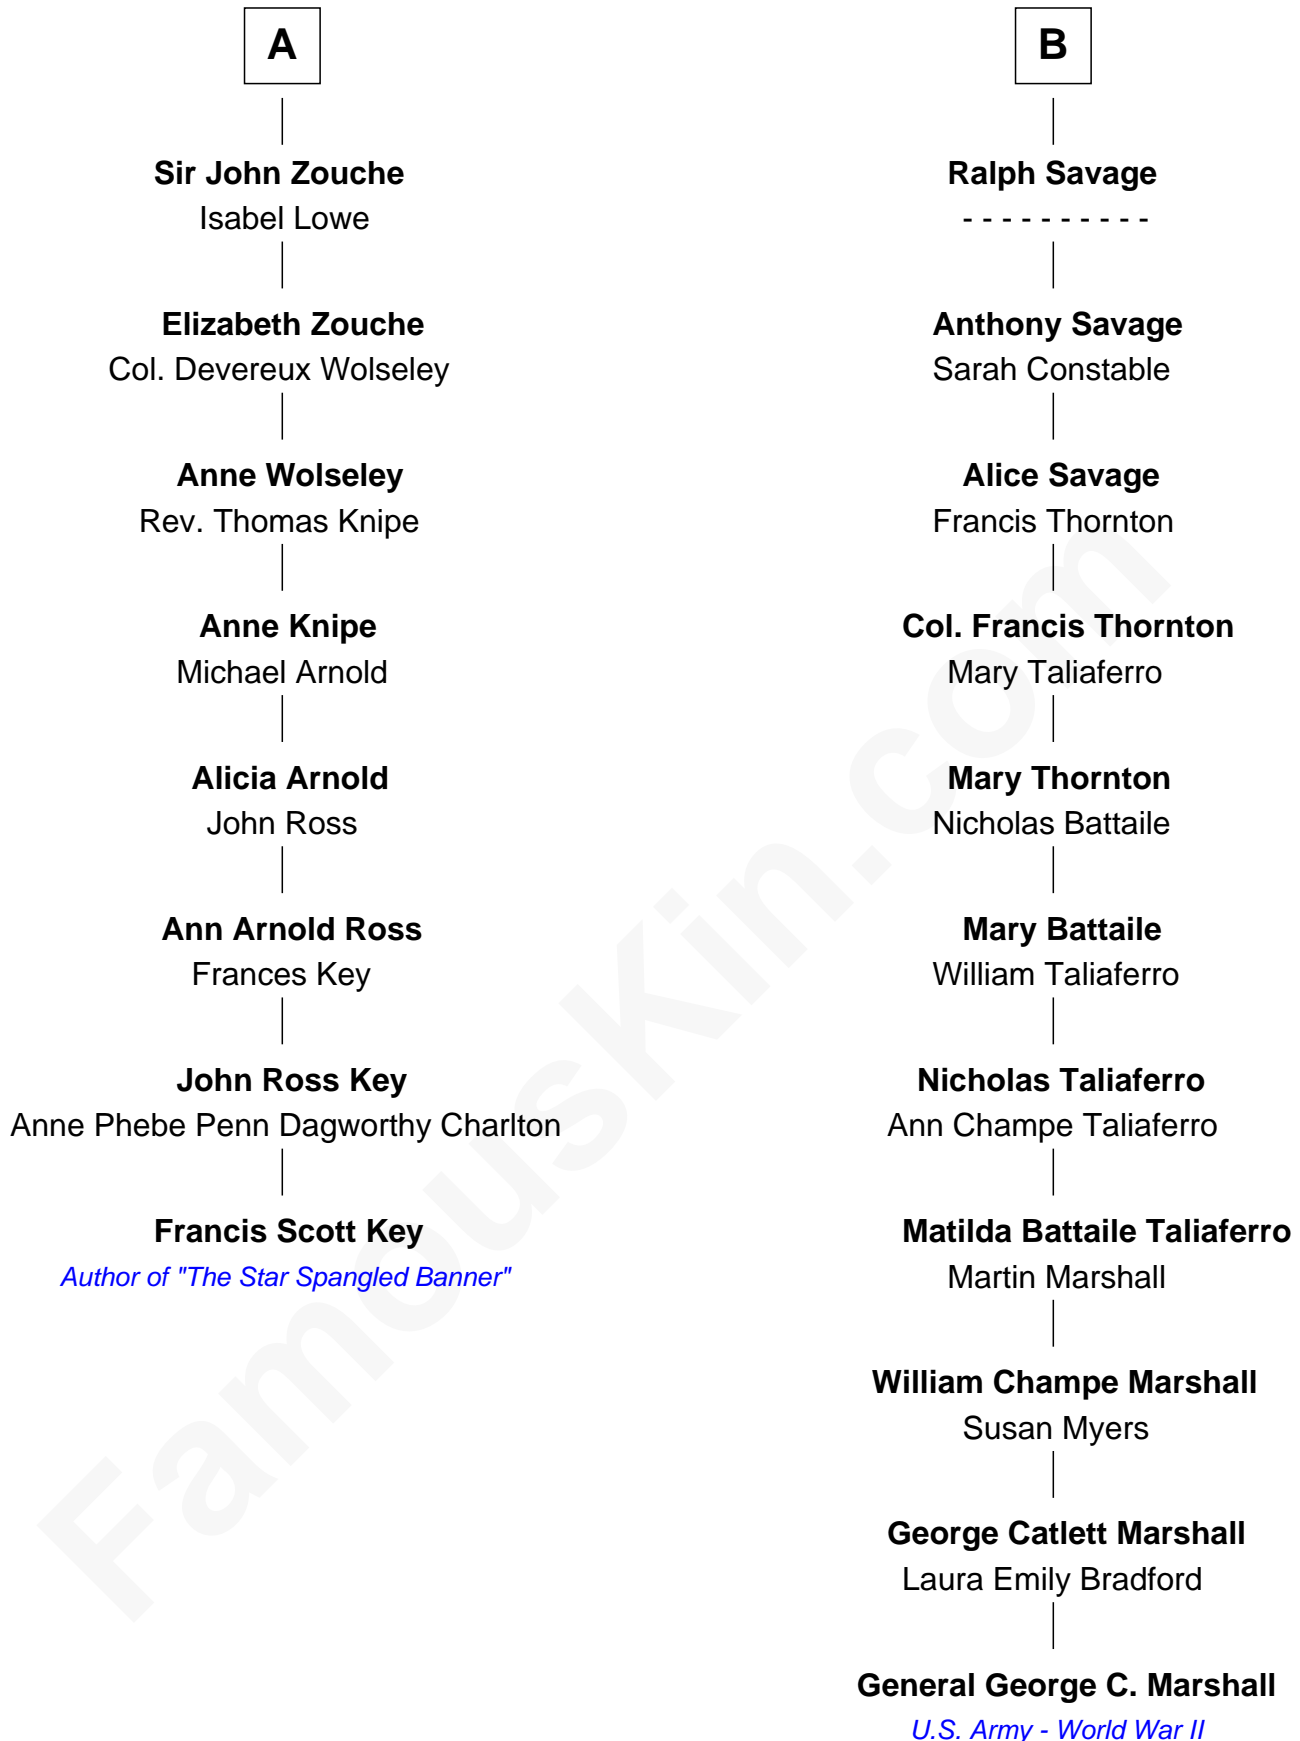 A
Sir John Zouche
Isabel Lowe
Elizabeth Zouche
Col. Devereux Wolseley
Anne Wolseley
Rev. Thomas Knipe
Anne Knipe
Michael Arnold
Alicia Arnold
John Ross
Ann Arnold Ross
Frances Key
John Ross Key
Anne Phebe Penn Dagworthy Charlton
Francis Scott Key
Author of "The Star Spangled Banner"
B
Ralph Savage
- - - - - - - - - -
Anthony Savage
Sarah Constable
Alice Savage
Francis Thornton
Col. Francis Thornton
Mary Taliaferro
Mary Thornton
Nicholas Battaile
Mary Battaile
William Taliaferro
Nicholas Taliaferro
Ann Champe Taliaferro
Matilda Battaile Taliaferro
Martin Marshall
William Champe Marshall
Susan Myers
George Catlett Marshall
Laura Emily Bradford
General George C. Marshall
U.S. Army - World War II
FamousKin.com